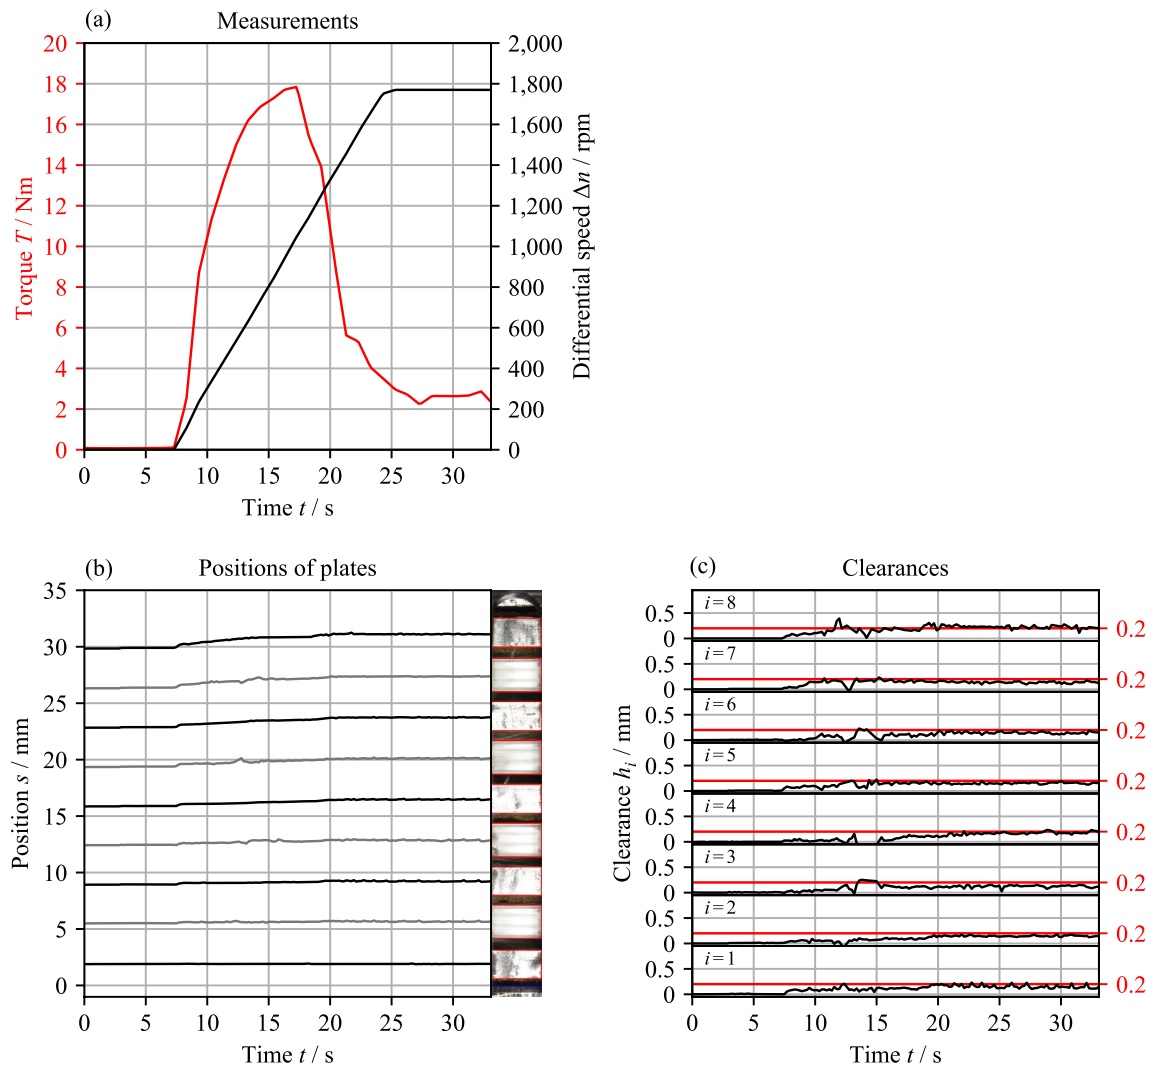 (a) Measurements
20 2,000
18 1,800
16 1,600
14 1,400
12 1,200
10 1,000
8 800
6 600
4 400
2 200
0 0
Torque T / Nm
Differential speed Δn / rpm
0 5 10 15 20 25 30
Time t / s
(b) Positions of plates
35
30
25
20
15
10
5
0
Position s / mm
0 5 10 15 20 25 30
Time t / s
(c) Clearances
i = 8
0.5
0 0.2
i = 7
0.5
0 0.2
i = 6
0.5
0 0.2
i = 5
0.5
0 0.2
i = 4
0.5
0 0.2
i = 3
0.5
0 0.2
i = 2
0.5
0 0.2
i = 1
0.5
0 0.2
Clearance hi / mm
0 5 10 15 20 25 30
Time t / s